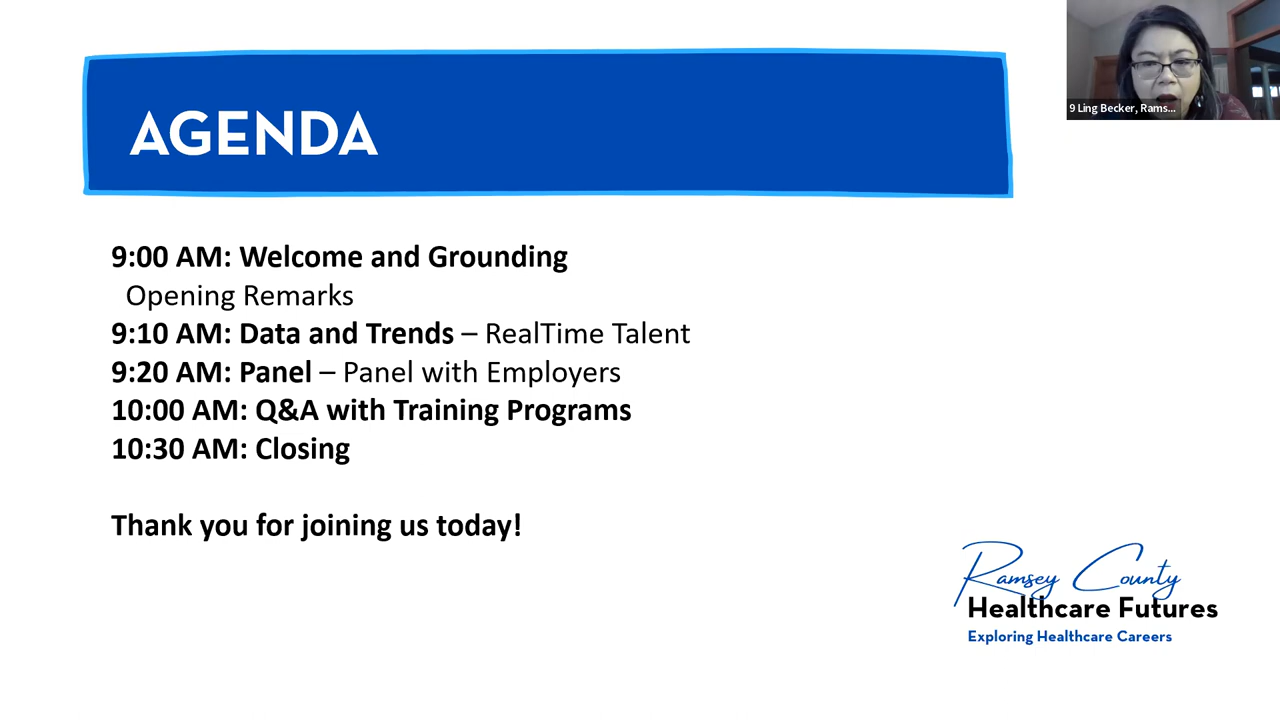 AGENDA
9 Ling Becker, Rams...
9:00 AM: Welcome and Grounding
Opening Remarks
9:10 AM: Data and Trends – RealTime Talent
9:20 AM: Panel – Panel with Employers
10:00 AM: Q&A with Training Programs
10:30 AM: Closing
Thank you for joining us today!
Ramsey County
Healthcare Futures
Exploring Healthcare Careers